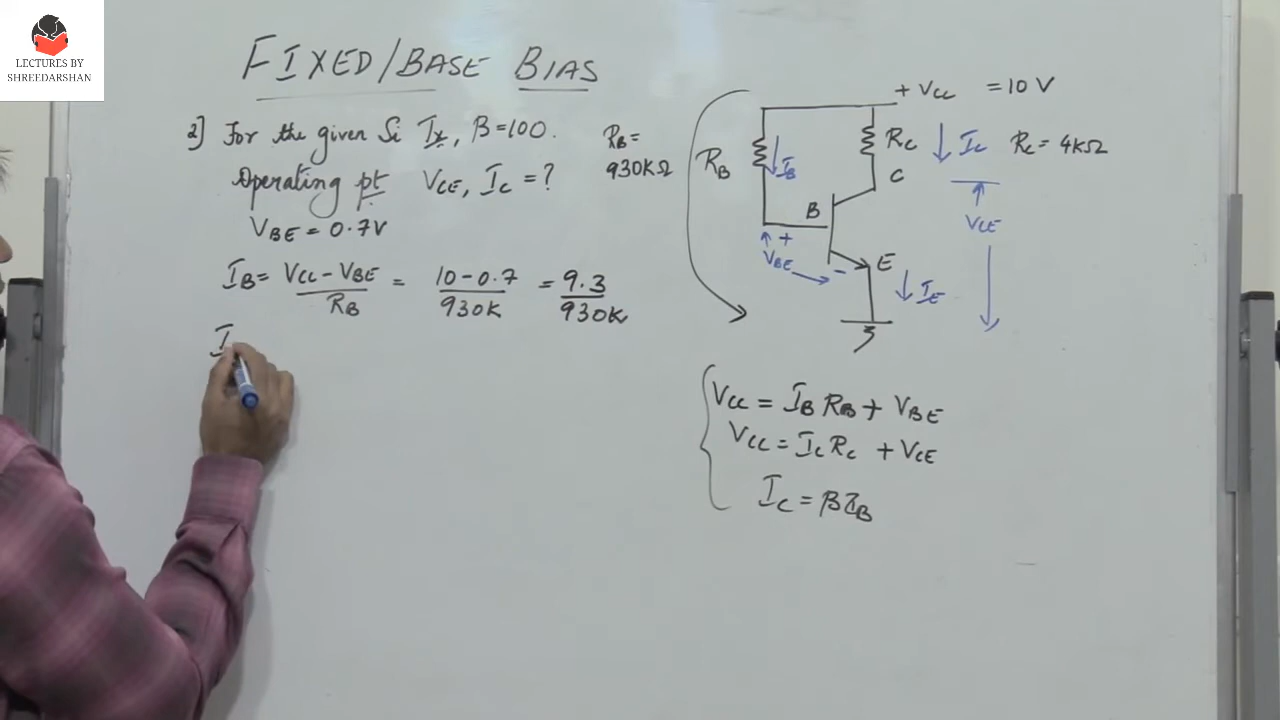 LECTURES BY
SHREEDARSHAN
FIXED/BASE BIAS
2] For the given Si Tx, β=100.
RB=
930KΩ
Operating pt VCE, IC = ?
VBE = 0.7V
IB = VCC - VBE / RB = 10 - 0.7 / 930K = 9.3 / 930K
I
+ VCC = 10 V
RB
IB
RC
IC
RC = 4KΩ
C
VCE
B
+
VBE
-
E
IE
VCC = IB RB + VBE
VCC = IC RC + VCE
IC = βIB